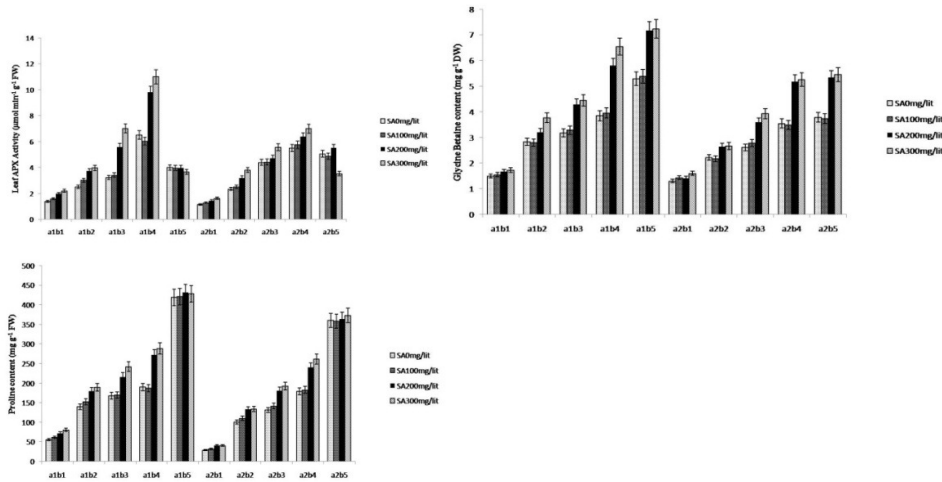 Leaf APX Activity (μmol min⁻¹ g⁻¹ FW)
14
12
10
8
6
4
2
0
a1b1 a1b2 a1b3 a1b4 a1b5 a2b1 a2b2 a2b3 a2b4 a2b5
SA0mg/lit
SA100mg/lit
SA200mg/lit
SA300mg/lit
Glycine Betaine content (mg g⁻¹ DW)
8
7
6
5
4
3
2
1
0
a1b1 a1b2 a1b3 a1b4 a1b5 a2b1 a2b2 a2b3 a2b4 a2b5
SA0mg/lit
SA100mg/lit
SA200mg/lit
SA300mg/lit
Proline content (mg g⁻¹ FW)
500
450
400
350
300
250
200
150
100
50
0
a1b1 a1b2 a1b3 a1b4 a1b5 a2b1 a2b2 a2b3 a2b4 a2b5
SA0mg/lit
SA100mg/lit
SA200mg/lit
SA300mg/lit